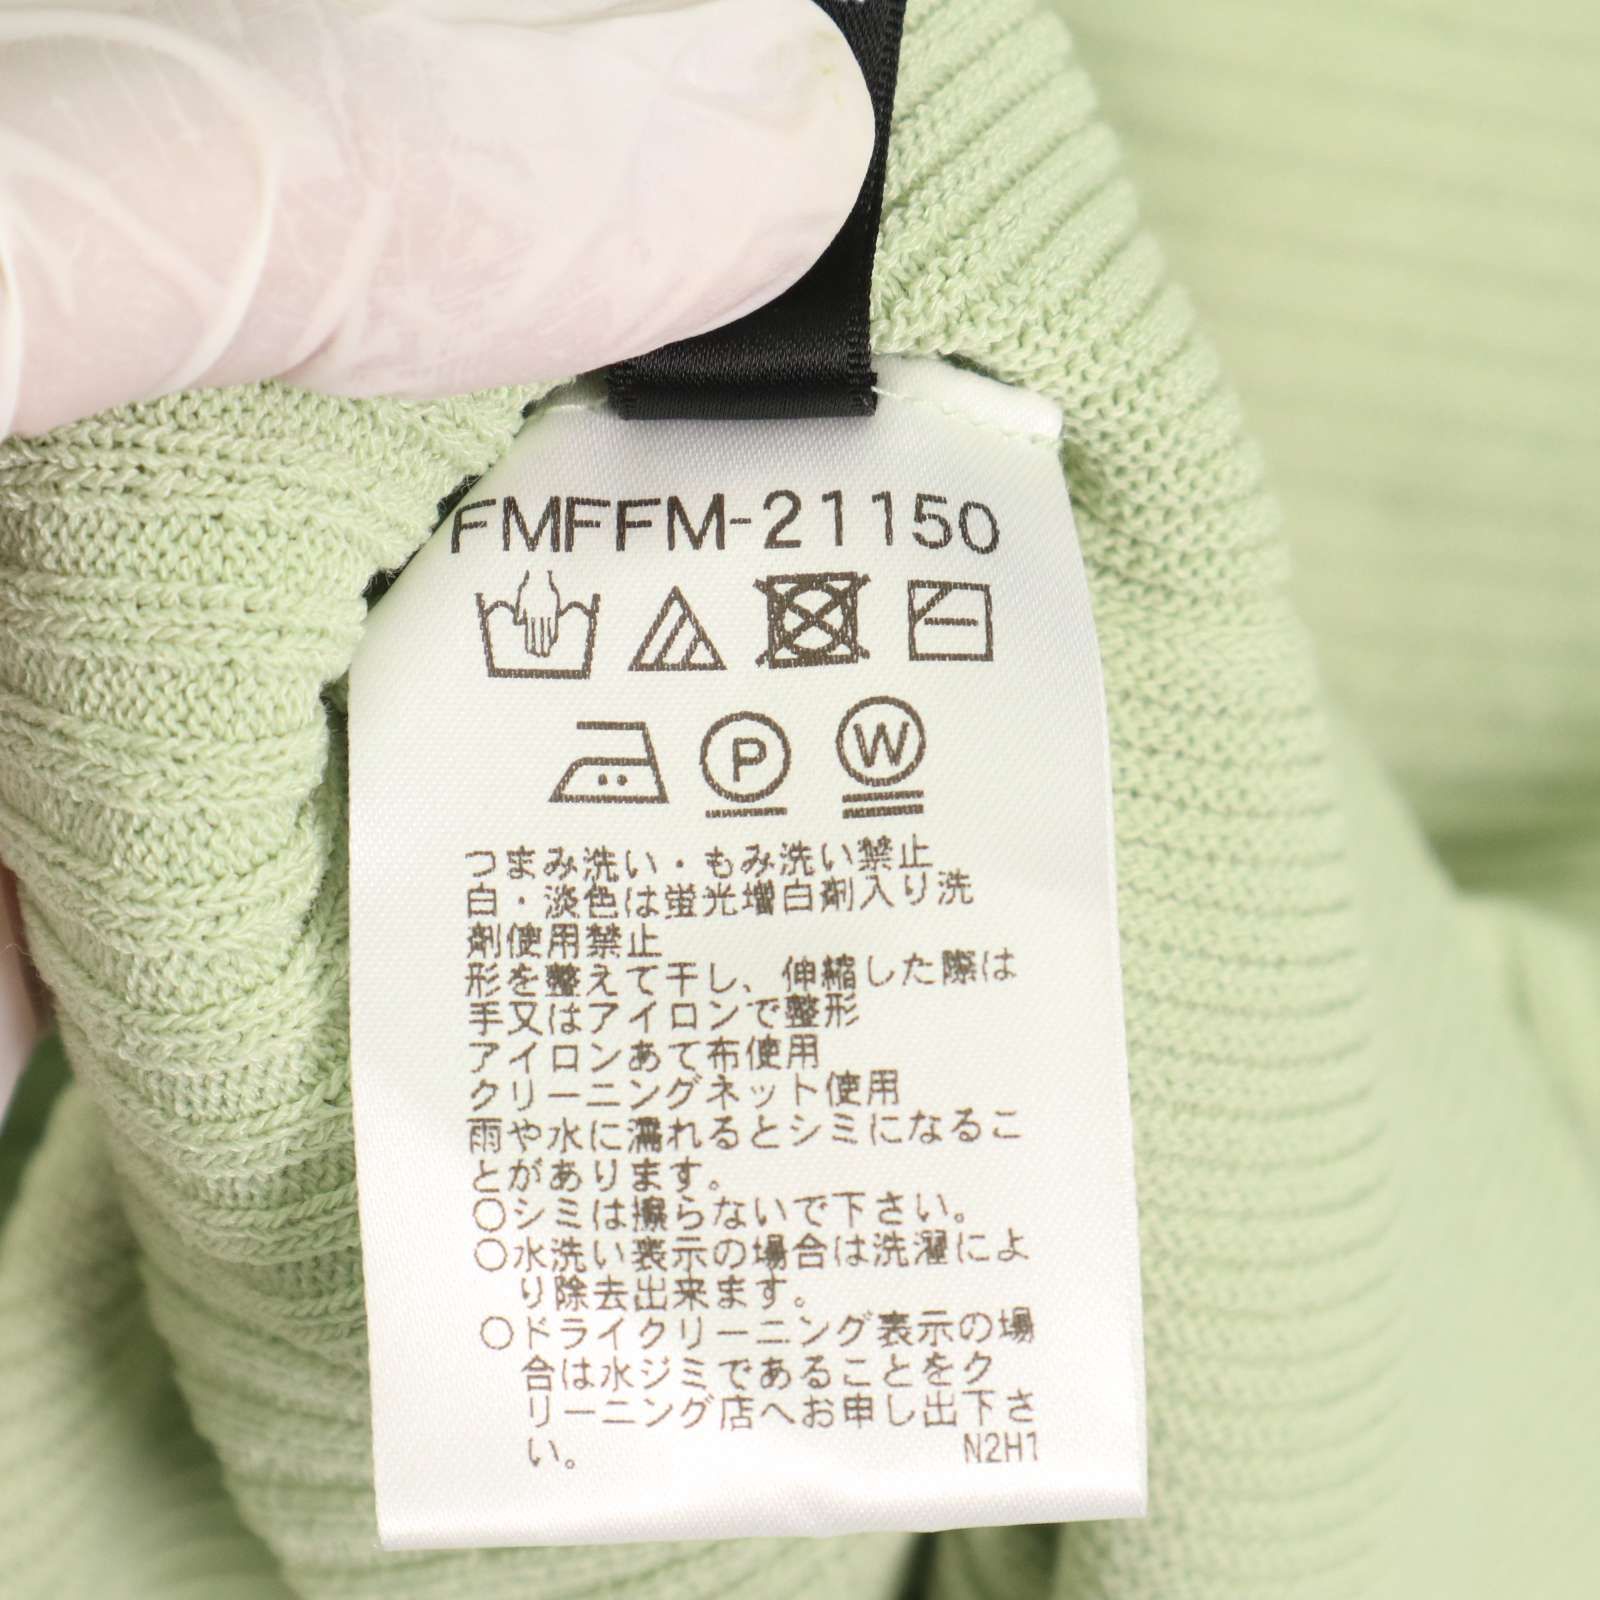 FMFFM-21150
P
W
つまみ洗い・もみ洗い禁止
白・淡色は蛍光増白剤入り洗
剤使用禁止
形を整えて干し、伸縮した際は
手又はアイロンで整形
アイロンあて布使用
クリーニングネット使用
雨や水に濡れるとシミになるこ
とがあります。
○シミは擦らないで下さい。
○水洗い表示の場合は洗濯によ
り除去出来ます。
○ドライクリーニング表示の場
合は水ジミであることをク
リーニング店へお申し出下さ
い。
N2H1